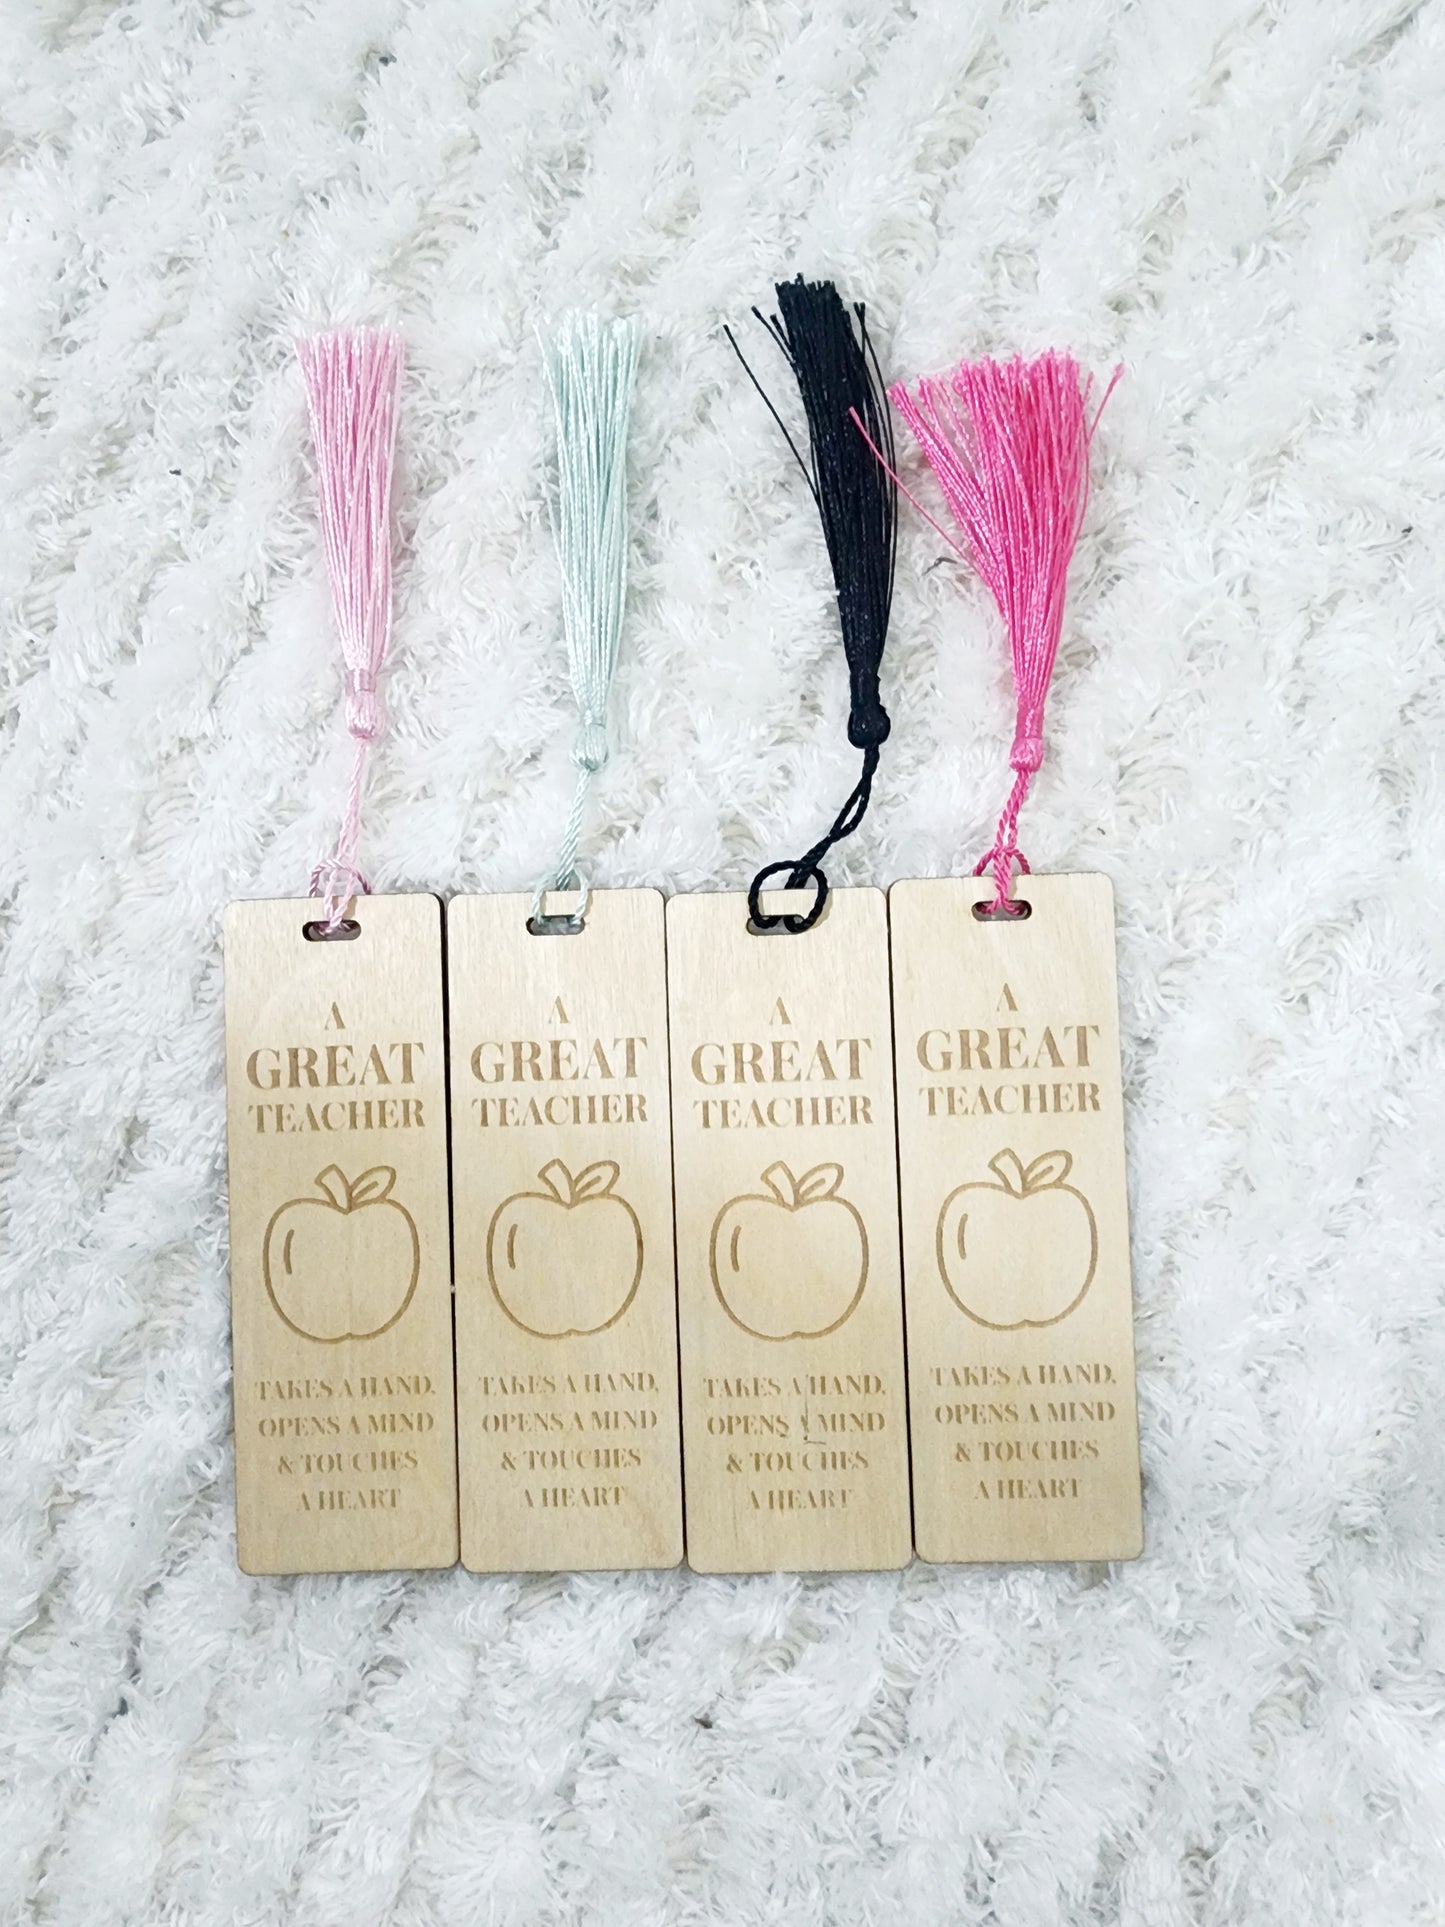 A
GREAT
TEACHER
TAKES A HAND,
OPENS A MIND
& TOUCHES
A HEART
A
GREAT
TEACHER
TAKES A HAND,
OPENS A MIND
& TOUCHES
A HEART
A
GREAT
TEACHER
TAKES A HAND,
OPENS A MIND
& TOUCHES
A HEART
A
GREAT
TEACHER
TAKES A HAND,
OPENS A MIND
& TOUCHES
A HEART